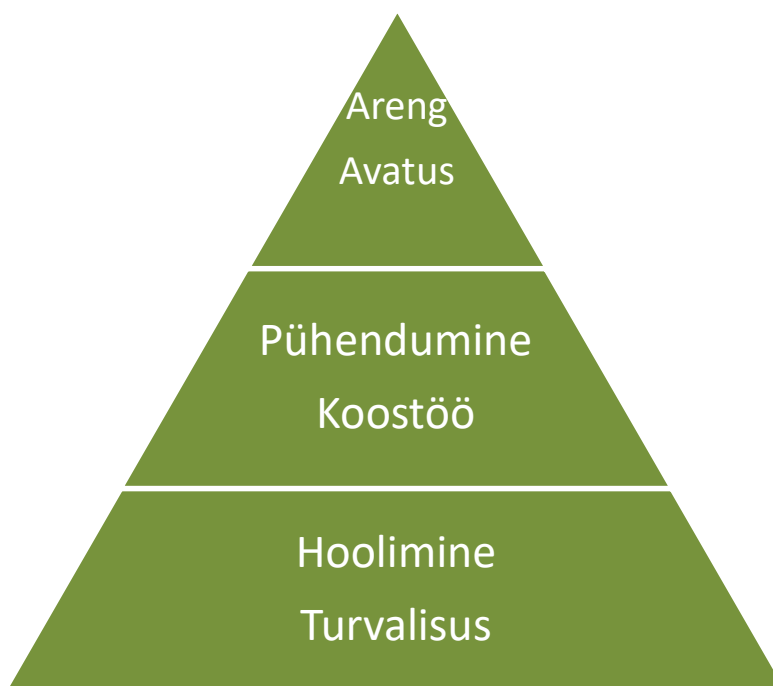 Areng
Avatus
Pühendumine
Koostöö
Hoolimine
Turvalisus